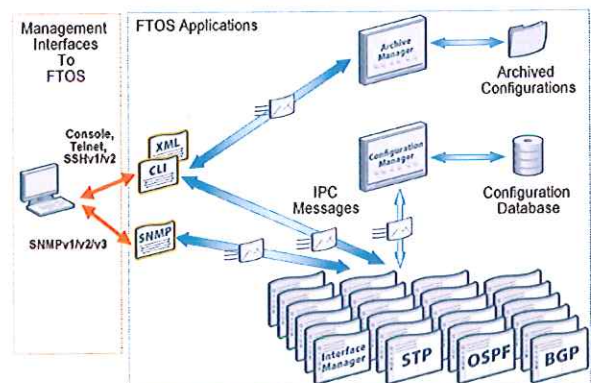 Management
Interfaces
To
FTOS
FTOS Applications
Console,
Telnet,
SSHv1/v2
SNMPv1/v2/v3
XML
CLI
SNMP
Archive
Manager
Archived
Configurations
Configuration
Manager
Configuration
Database
IPC
Messages
Interface
Manager
STP
OSPF
BGP